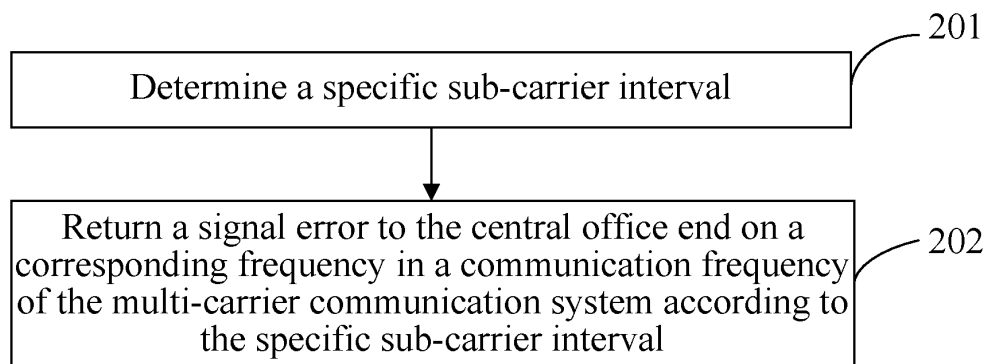 201
Determine a specific sub-carrier interval
Return a signal error to the central office end on a
corresponding frequency in a communication frequency
of the multi-carrier communication system according to
the specific sub-carrier interval
202